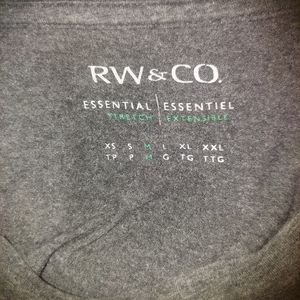 RW&CO.
ESSENTIAL | ESSENTIEL
STRETCH | EXTENSIBLE
XS S M L XL XXL
TP P M G TG TTG